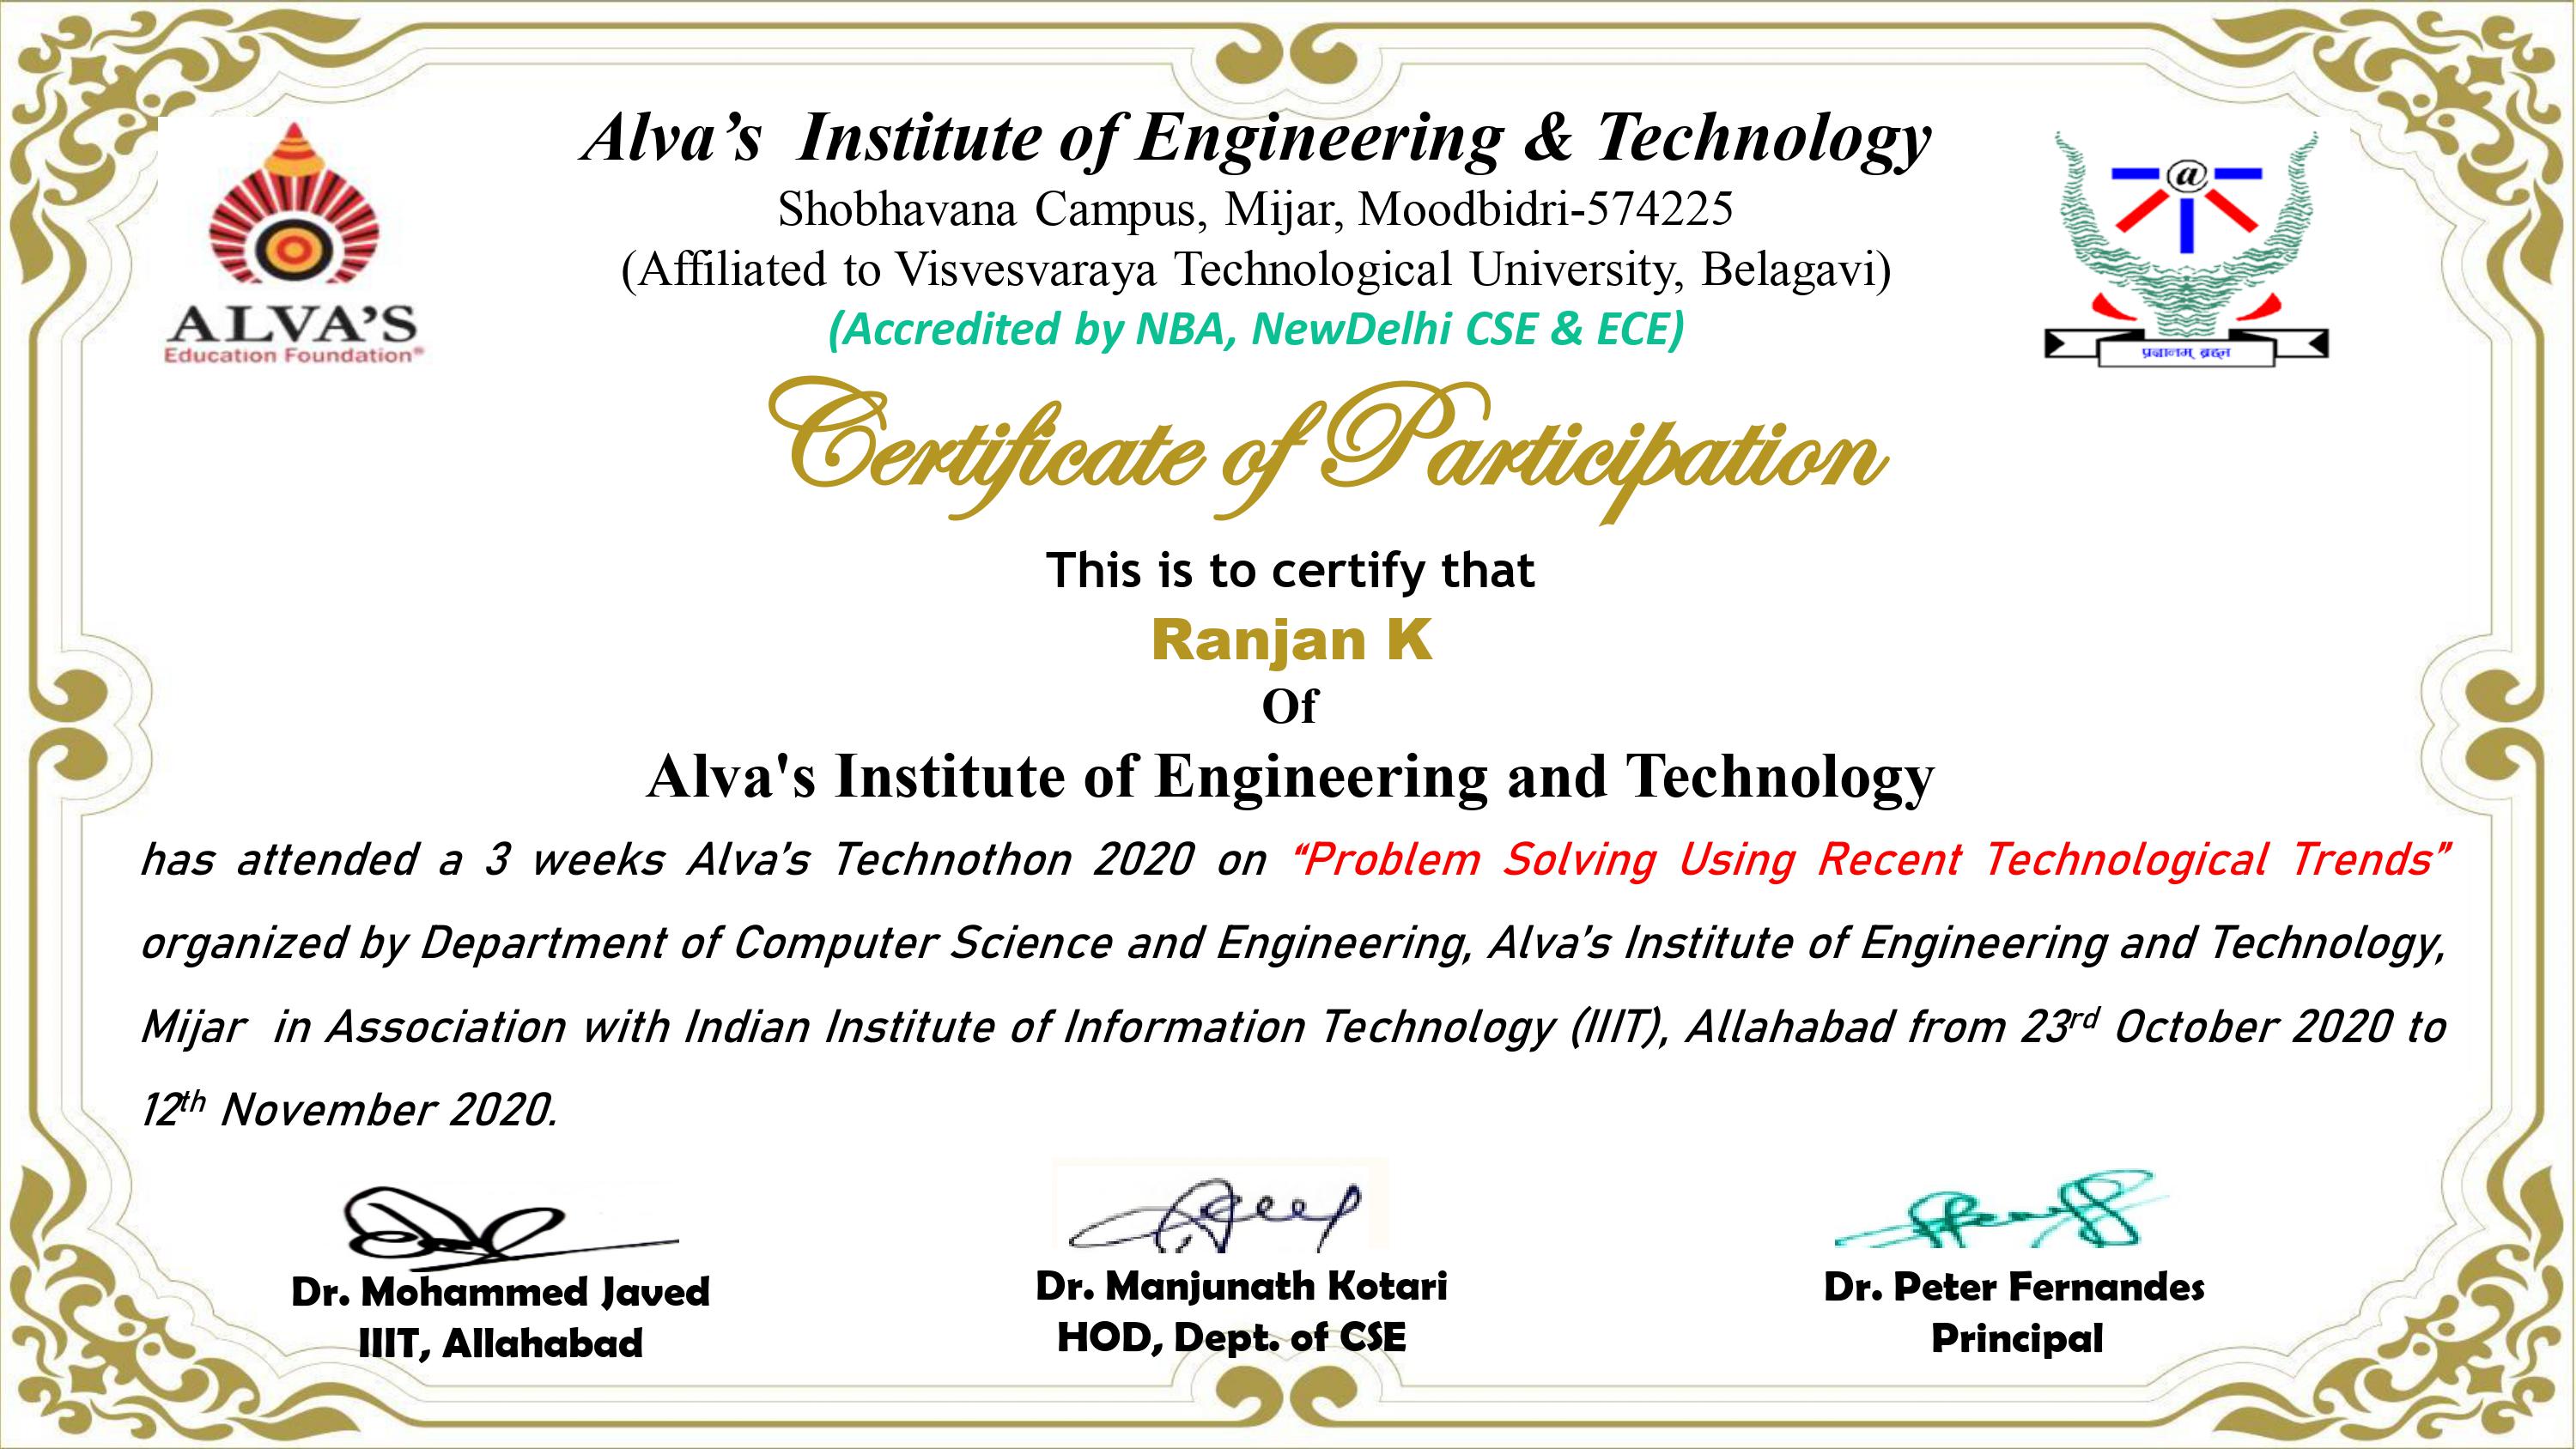 Alva's Institute of Engineering & Technology
Shobhavana Campus, Mijar, Moodbidri-574225
(Affiliated to Visvesvaraya Technological University, Belagavi)
(Accredited by NBA, NewDelhi CSE & ECE)
ALVA'S
Education Foundation®
@
प्रज्ञानम् ब्रह्म
Certificate of Participation
This is to certify that
Ranjan K
Of
Alva's Institute of Engineering and Technology
has attended a 3 weeks Alva's Technothon 2020 on "Problem Solving Using Recent Technological Trends"
organized by Department of Computer Science and Engineering, Alva's Institute of Engineering and Technology,
Mijar in Association with Indian Institute of Information Technology (IIIT), Allahabad from 23rd October 2020 to
12th November 2020.
Dr. Mohammed Javed
IIIT, Allahabad
Dr. Manjunath Kotari
HOD, Dept. of CSE
Dr. Peter Fernandes
Principal